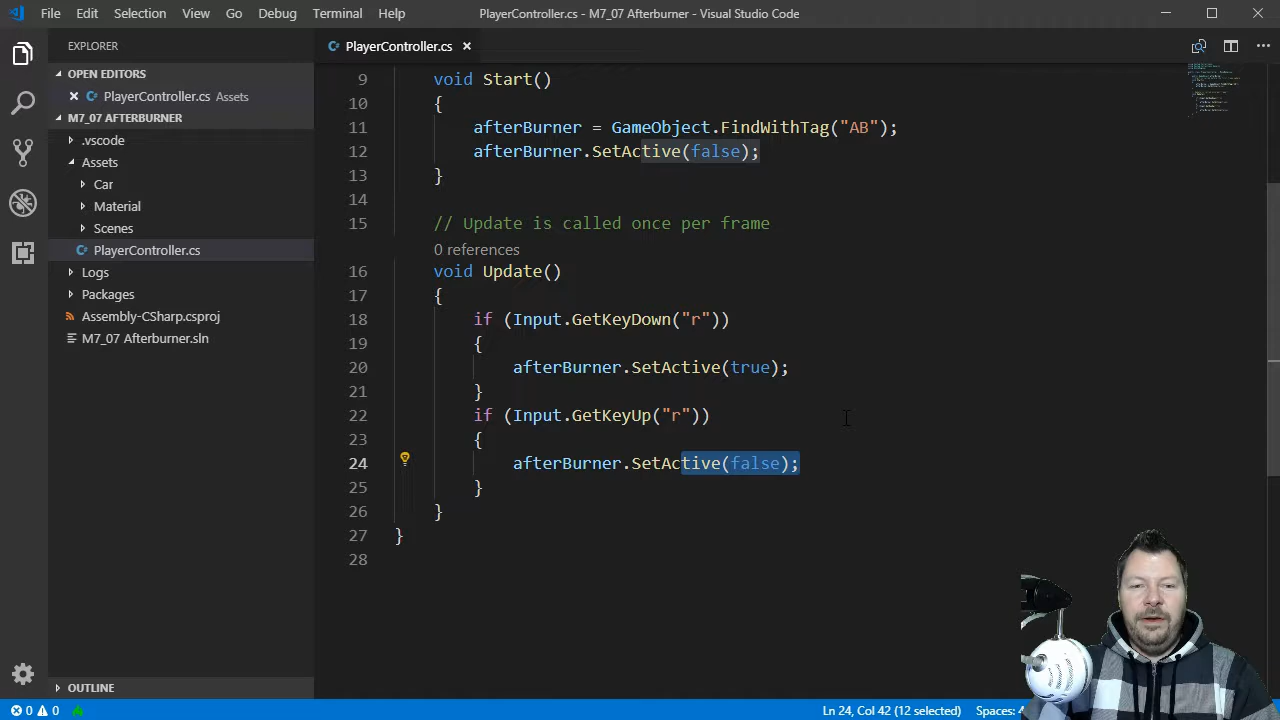 File Edit Selection View Go Debug Terminal Help
PlayerController.cs - M7_07 Afterburner - Visual Studio Code
EXPLORER
OPEN EDITORS
PlayerController.cs Assets
M7_07 AFTERBURNER
.vscode
Assets
Car
Material
Scenes
PlayerController.cs
Logs
Packages
Assembly-CSharp.csproj
M7_07 Afterburner.sln
OUTLINE
PlayerController.cs
9 void Start()
10 {
11 afterBurner = GameObject.FindWithTag("AB");
12 afterBurner.SetActive(false);
13 }
14
15 // Update is called once per frame
0 references
16 void Update()
17 {
18 if (Input.GetKeyDown("r"))
19 {
20 afterBurner.SetActive(true);
21 }
22 if (Input.GetKeyUp("r"))
23 {
24 afterBurner.SetActive(false);
25 }
26 }
27 }
28
0 0 Ln 24, Col 42 (12 selected) Spaces: